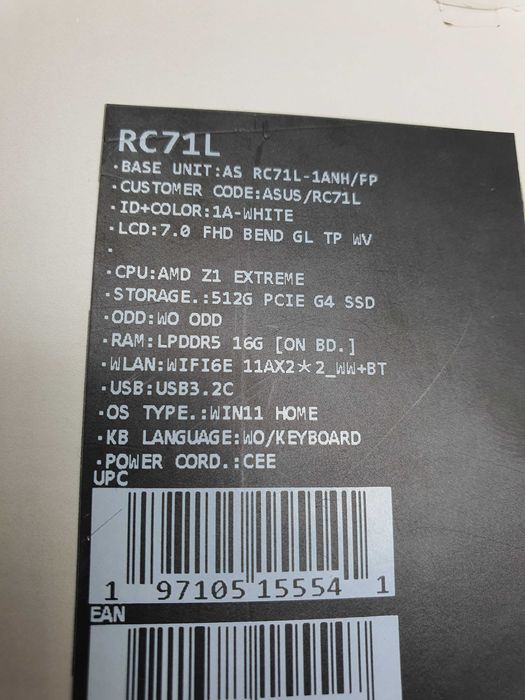 RC71L
·BASE UNIT:AS RC71L-1ANH/FP
·CUSTOMER CODE:ASUS/RC71L
·ID+COLOR:1A-WHITE
·LCD:7.0 FHD BEND GL TP WV
·
·CPU:AMD Z1 EXTREME
·STORAGE.:512G PCIE G4 SSD
·ODD:WO ODD
·RAM:LPDDR5 16G [ON BD.]
·WLAN:WIFI6E 11AX2*2_WW+BT
·USB:USB3.2C
·OS TYPE.:WIN11 HOME
·KB LANGUAGE:WO/KEYBOARD
·POWER CORD.:CEE
UPC
1 97105 15554 1
EAN